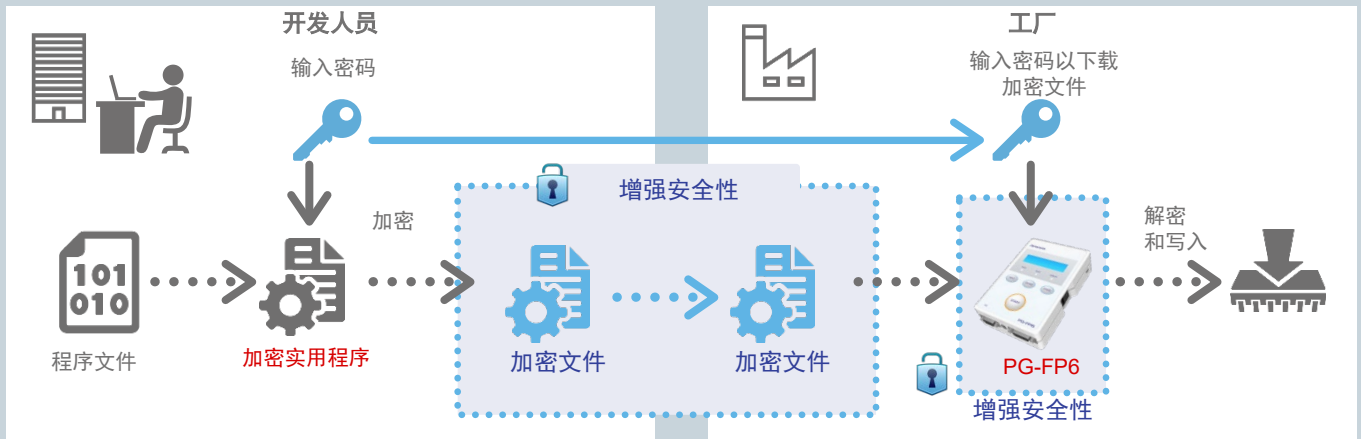 开发人员
输入密码
工厂
输入密码以下载
加密文件
增强安全性
加密
解密
和写入
101
010
程序文件
加密实用程序
加密文件
加密文件
PG-FP6
增强安全性